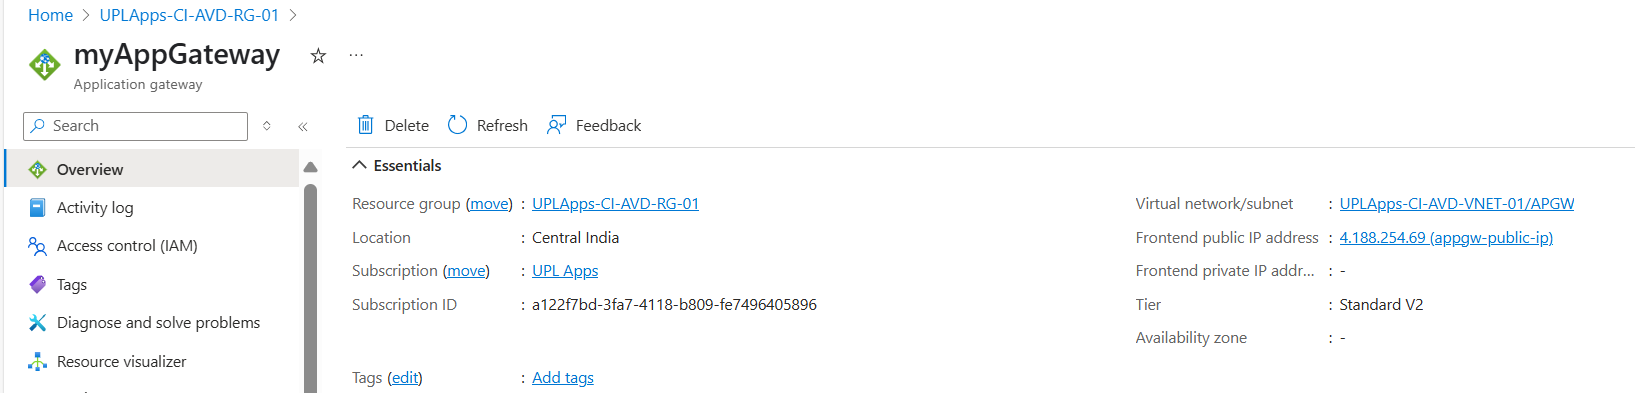 Home > UPLApps-CI-AVD-RG-01 >
myAppGateway
Application gateway
Search
Delete Refresh Feedback
Overview
Activity log
Access control (IAM)
Tags
Diagnose and solve problems
Resource visualizer
Essentials
Resource group (move) : UPLApps-CI-AVD-RG-01
Location : Central India
Subscription (move) : UPL Apps
Subscription ID : a122f7bd-3fa7-4118-b809-fe7496405896
Tags (edit) : Add tags
Virtual network/subnet : UPLApps-CI-AVD-VNET-01/APGW
Frontend public IP address : 4.188.254.69 (appgw-public-ip)
Frontend private IP addr... : -
Tier : Standard V2
Availability zone : -